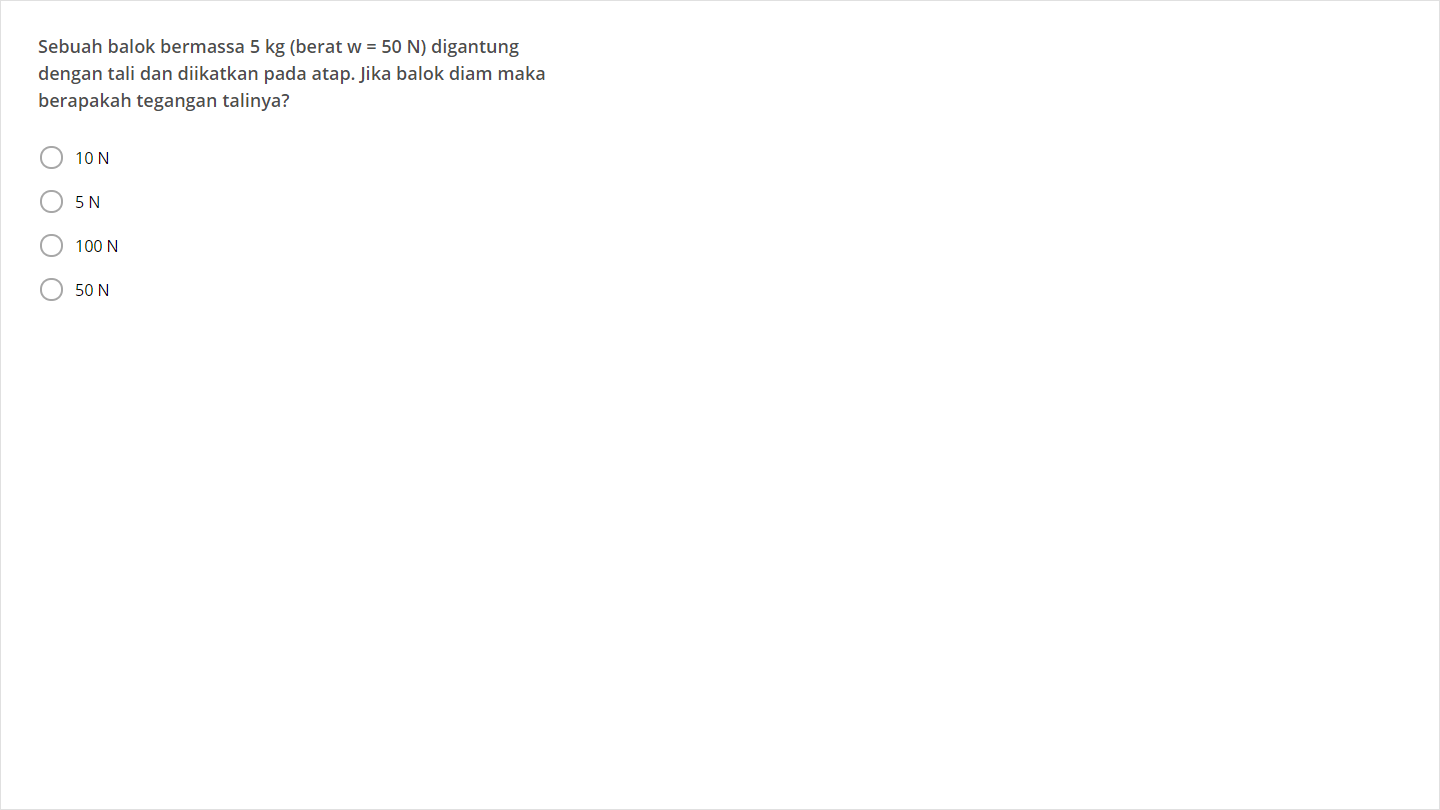 Sebuah balok bermassa 5 kg (berat w = 50 N) digantung
dengan tali dan diikatkan pada atap. Jika balok diam maka
berapakah tegangan talinya?
10 N
5 N
100 N
50 N